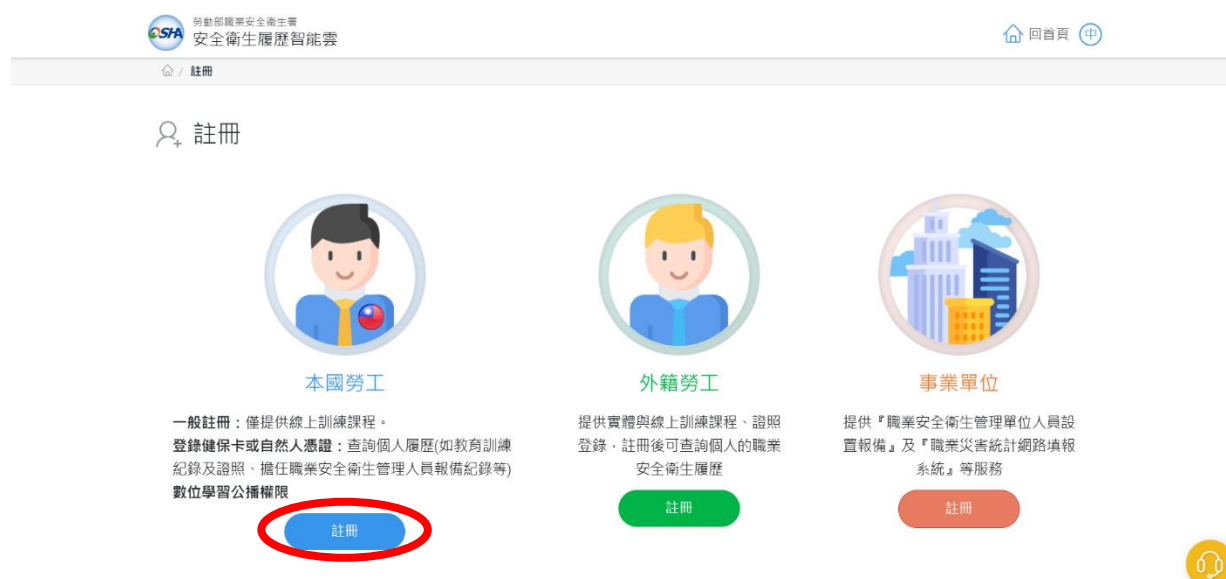 OSHA
勞動部職業安全衛生署
安全衛生履歷智能雲
回首頁 中
/ 註冊
註冊
本國勞工
一般註冊：僅提供線上訓練課程。
登錄健保卡或自然人憑證：查詢個人履歷(如教育訓練
紀錄及證照、擔任職業安全衛生管理人員報備紀錄等)
數位學習公播權限
註冊
外籍勞工
提供實體與線上訓練課程、證照
登錄，註冊後可查詢個人的職業
安全衛生履歷
註冊
事業單位
提供『職業安全衛生管理單位人員設
置報備』及『職業災害統計網路填報
系統』等服務
註冊